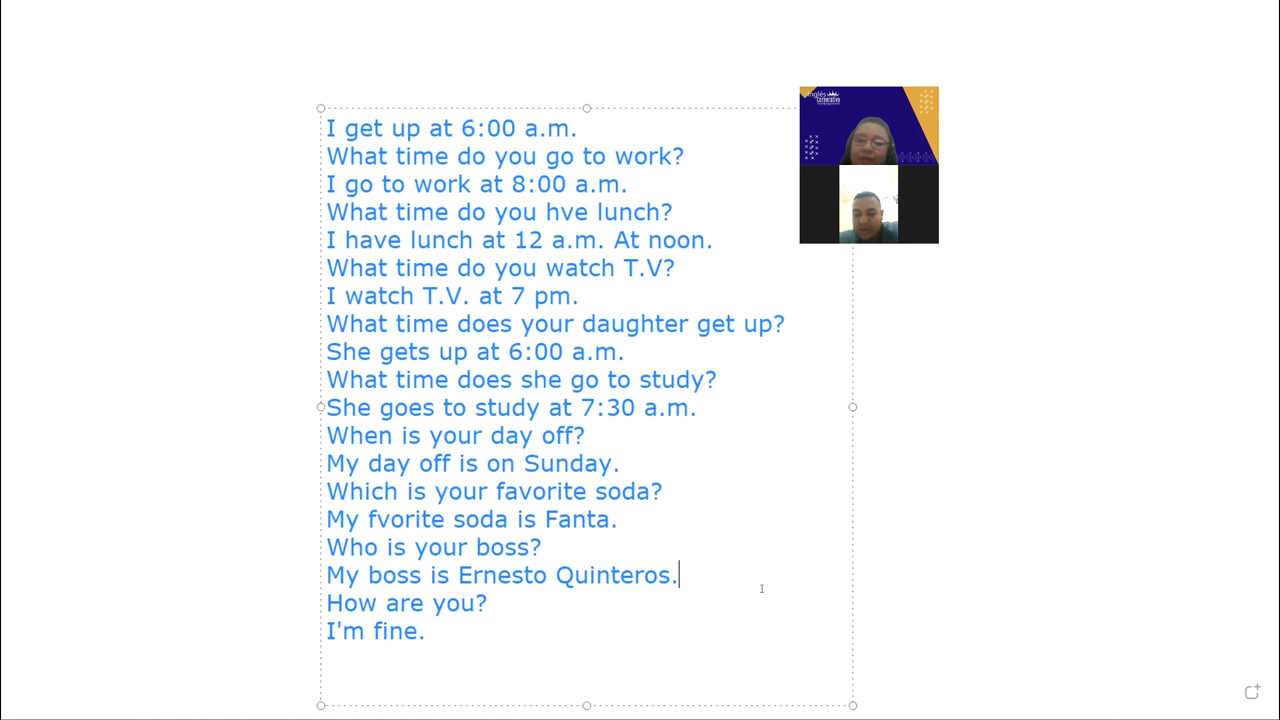 I get up at 6:00 a.m.
What time do you go to work?
I go to work at 8:00 a.m.
What time do you hve lunch?
I have lunch at 12 a.m. At noon.
What time do you watch T.V?
I watch T.V. at 7 pm.
What time does your daughter get up?
She gets up at 6:00 a.m.
What time does she go to study?
She goes to study at 7:30 a.m.
When is your day off?
My day off is on Sunday.
Which is your favorite soda?
My fvorite soda is Fanta.
Who is your boss?
My boss is Ernesto Quinteros.
How are you?
I'm fine.
Inglés
Corporativo